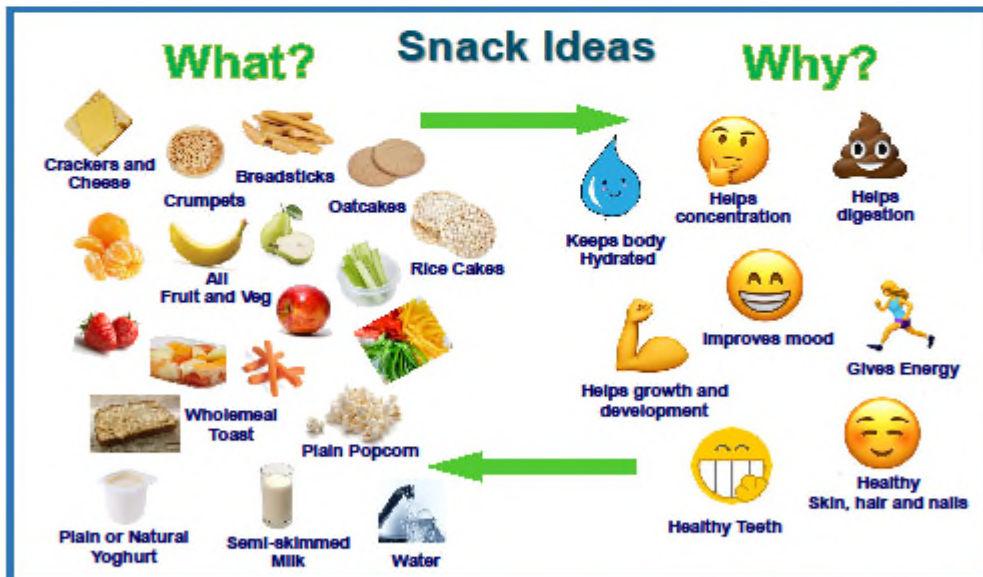 Snack Ideas
What?
Why?
Crackers and
Cheese
Crumpets
Breadsticks
Oatcakes
Rice Cakes
All
Fruit and Veg
Wholemeal
Toast
Plain Popcorn
Plain or Natural
Yoghurt
Semi-skimmed
Milk
Water
Keeps body
Hydrated
Helps
concentration
Helps
digestion
Improves mood
Gives Energy
Helps growth and
development
Healthy Teeth
Healthy
Skin, hair and nails